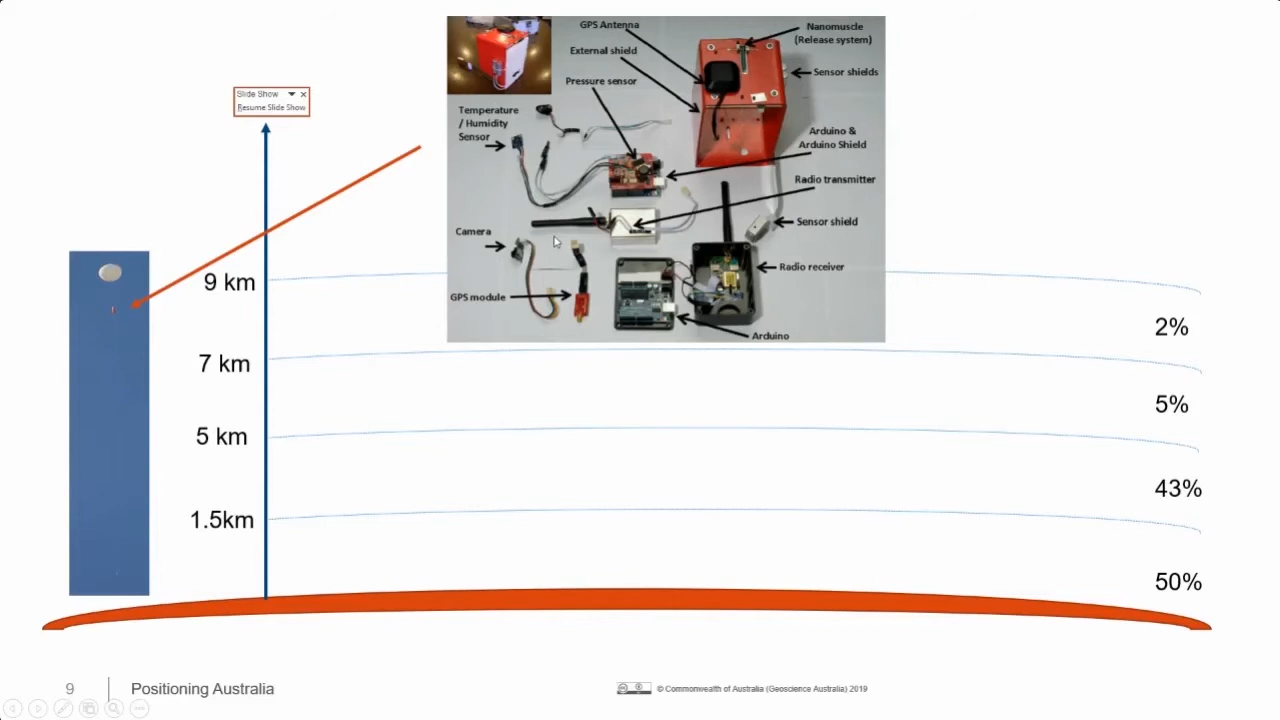 GPS Antenna
Nanomuscle
(Release system)
External shield
Sensor shields
Pressure sensor
Slide Show
Resume Slide Show
Temperature
/ Humidity
Sensor
Arduino &
Arduino Shield
Radio transmitter
Sensor shield
Camera
Radio receiver
GPS module
Arduino
9 km
2%
7 km
5%
5 km
43%
1.5km
50%
9
Positioning Australia
© Commonwealth of Australia (Geoscience Australia) 2019